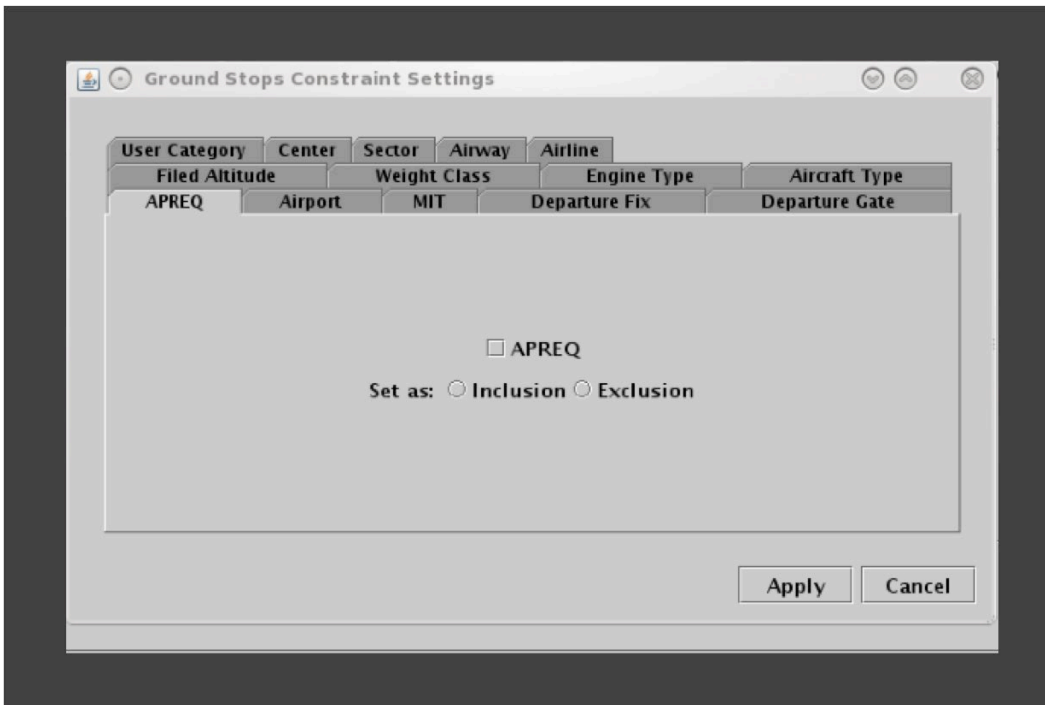 Ground Stops Constraint Settings
User Category Center Sector Airway Airline
Filed Altitude Weight Class Engine Type Aircraft Type
APREQ Airport MIT Departure Fix Departure Gate
APREQ
Set as: Inclusion Exclusion
Apply Cancel